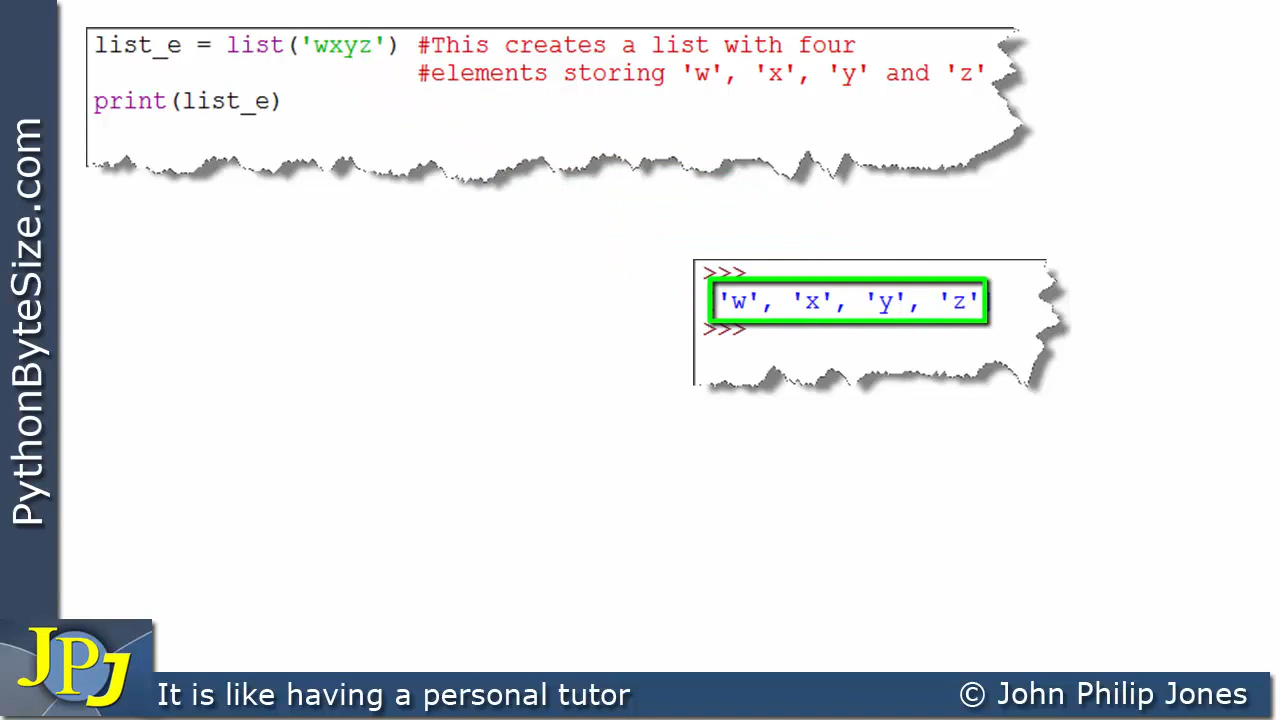 list_e = list('wxyz') #This creates a list with four
#elements storing 'w', 'x', 'y' and 'z'
print(list_e)
>>>
'w', 'x', 'y', 'z'
>>>
PythonByteSize.com
JPJ
It is like having a personal tutor
© John Philip Jones